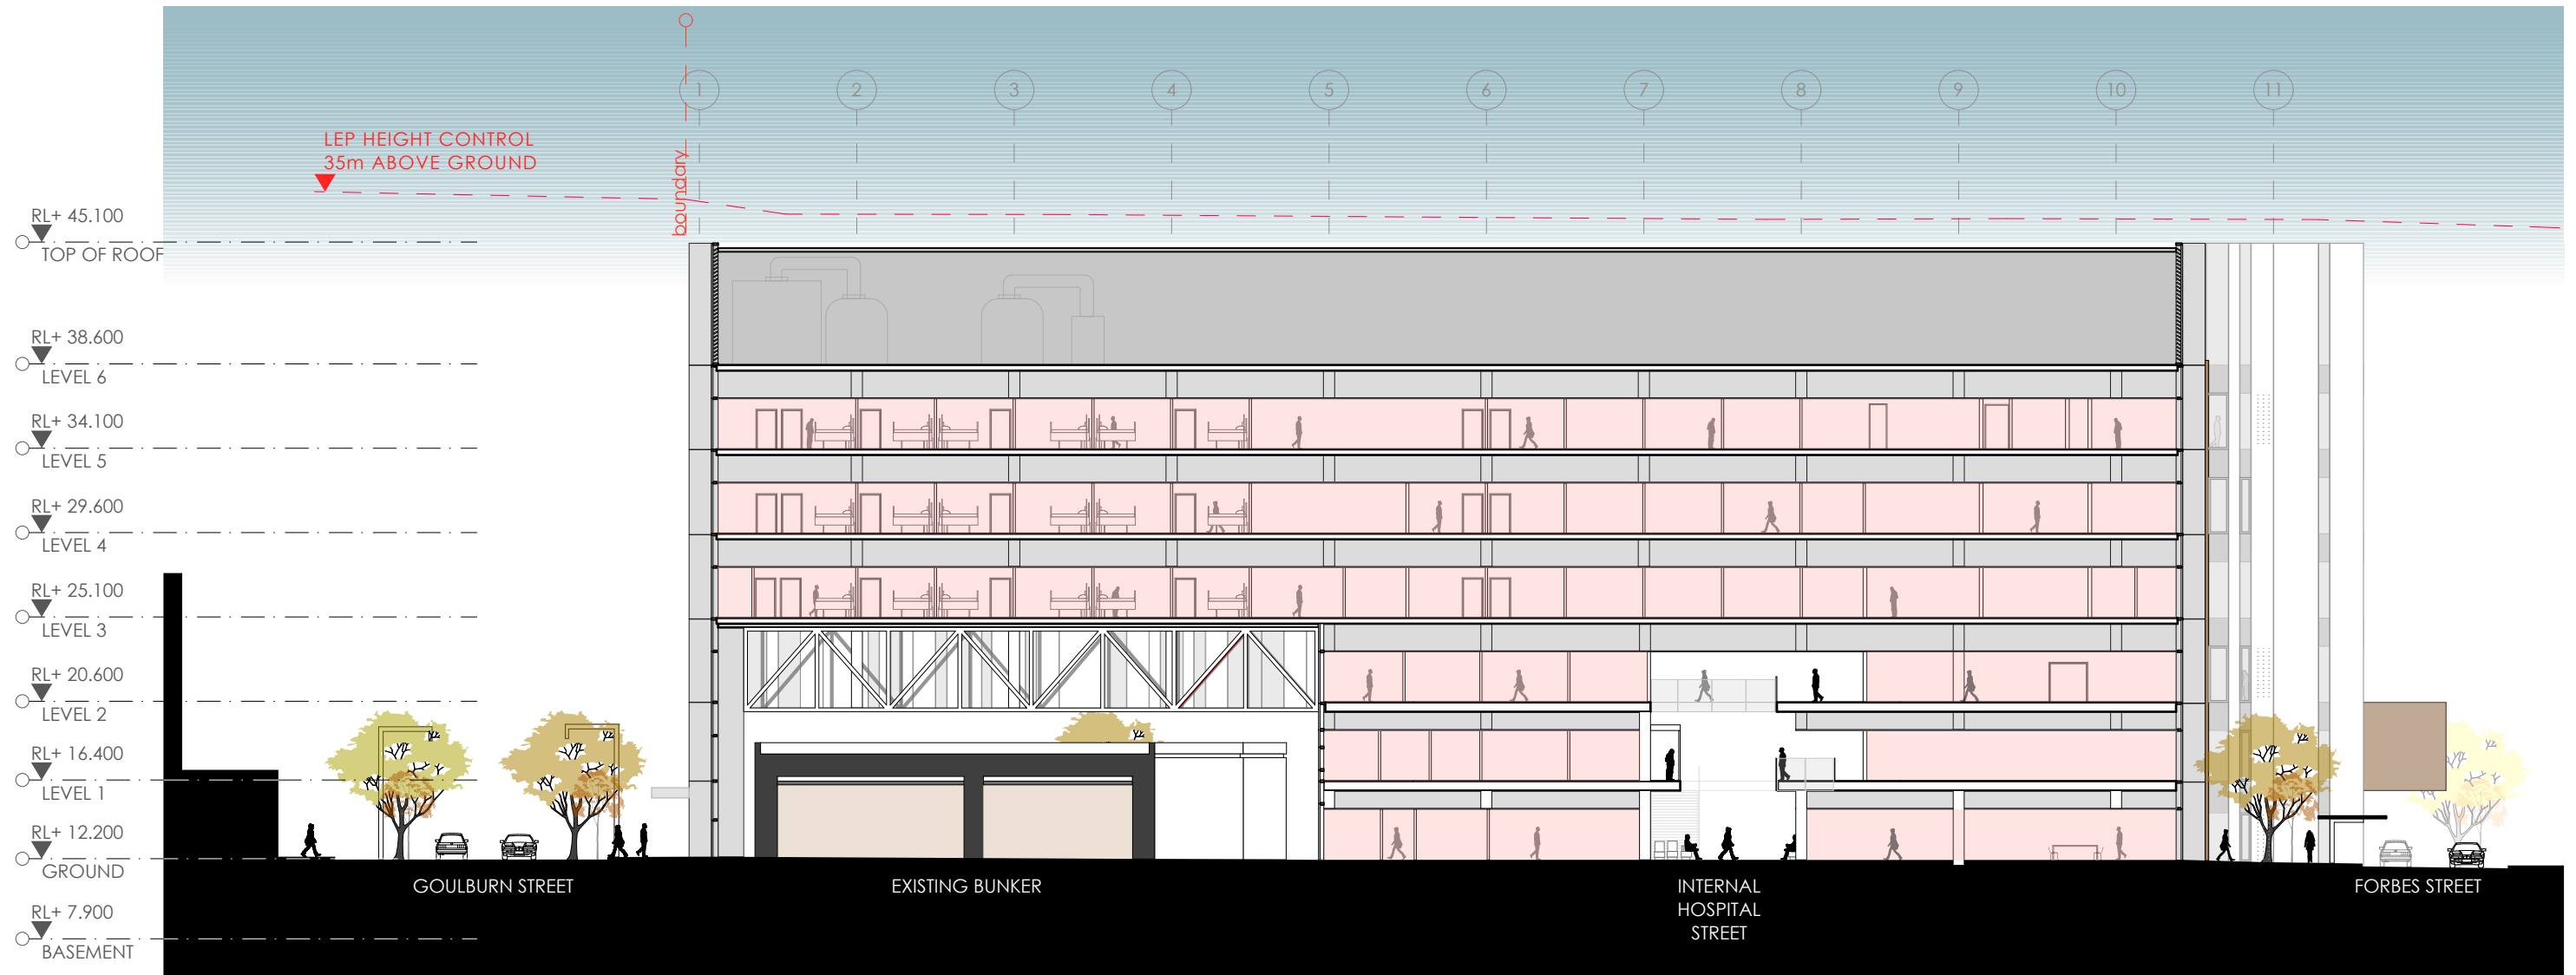 1 2 3 4 5 6 7 8 9 10 11
LEP HEIGHT CONTROL
35m ABOVE GROUND
boundary
RL+ 45.100
TOP OF ROOF
RL+ 38.600
LEVEL 6
RL+ 34.100
LEVEL 5
RL+ 29.600
LEVEL 4
RL+ 25.100
LEVEL 3
RL+ 20.600
LEVEL 2
RL+ 16.400
LEVEL 1
RL+ 12.200
GROUND
RL+ 7.900
BASEMENT
GOULBURN STREET
EXISTING BUNKER
INTERNAL
HOSPITAL
STREET
FORBES STREET